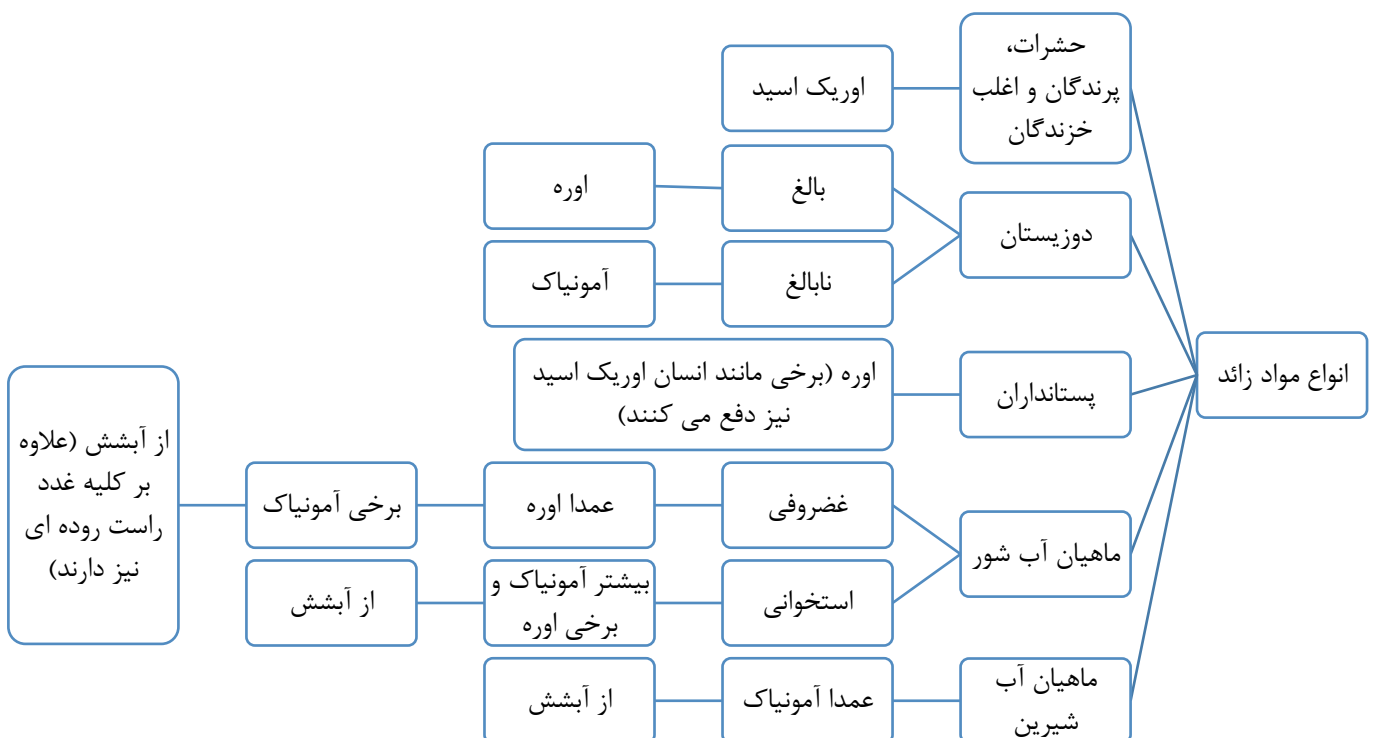 انواع مواد زائد
حشرات،
پرندگان و اغلب
خزندگان
اوریک اسید
دوزیستان
بالغ
اوره
نابالغ
آمونیاک
پستانداران
اوره (برخی مانند انسان اوریک اسید
نیز دفع می کنند)
ماهیان آب شور
غضروفی
عمدا اوره
برخی آمونیاک
از آبشش (علاوه
بر کلیه غدد
راست روده ای
نیز دارند)
استخوانی
بیشتر آمونیاک و
برخی اوره
از آبشش
ماهیان آب
شیرین
عمدا آمونیاک
از آبشش